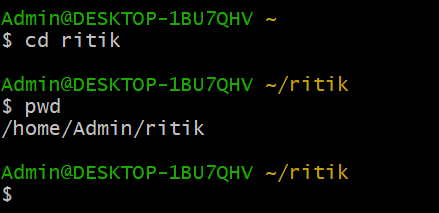 Admin@DESKTOP-1BU7QHV ~
$ cd ritik
Admin@DESKTOP-1BU7QHV ~/ritik
$ pwd
/home/Admin/ritik
Admin@DESKTOP-1BU7QHV ~/ritik
$